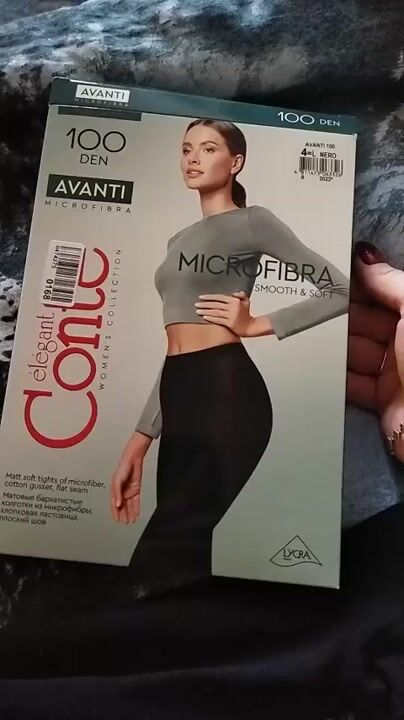 AVANTI
MICROFIBRA
100 DEN
100
DEN
AVANTI
MICROFIBRA
AVANTI 100
4-L NERO
2022
MICROFIBRA
SMOOTH & SOFT
0168
élégant
Conte
WOMEN'S COLLECTION
Matt soft tights of microfiber,
cotton gusset, flat seam
Матовые бархатистые
колготки из микрофибры,
хлопковая ластовица,
плоский шов
LYCRA